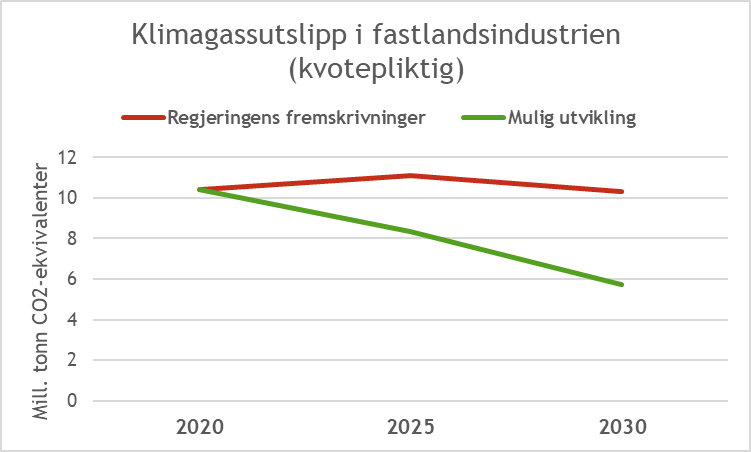 Klimagassutslipp i fastlandsindustrien
(kvotepliktig)
Regjeringens fremskrivninger
Mulig utvikling
Mill. tonn CO2-ekvivalenter
12
10
8
6
4
2
0
2020
2025
2030